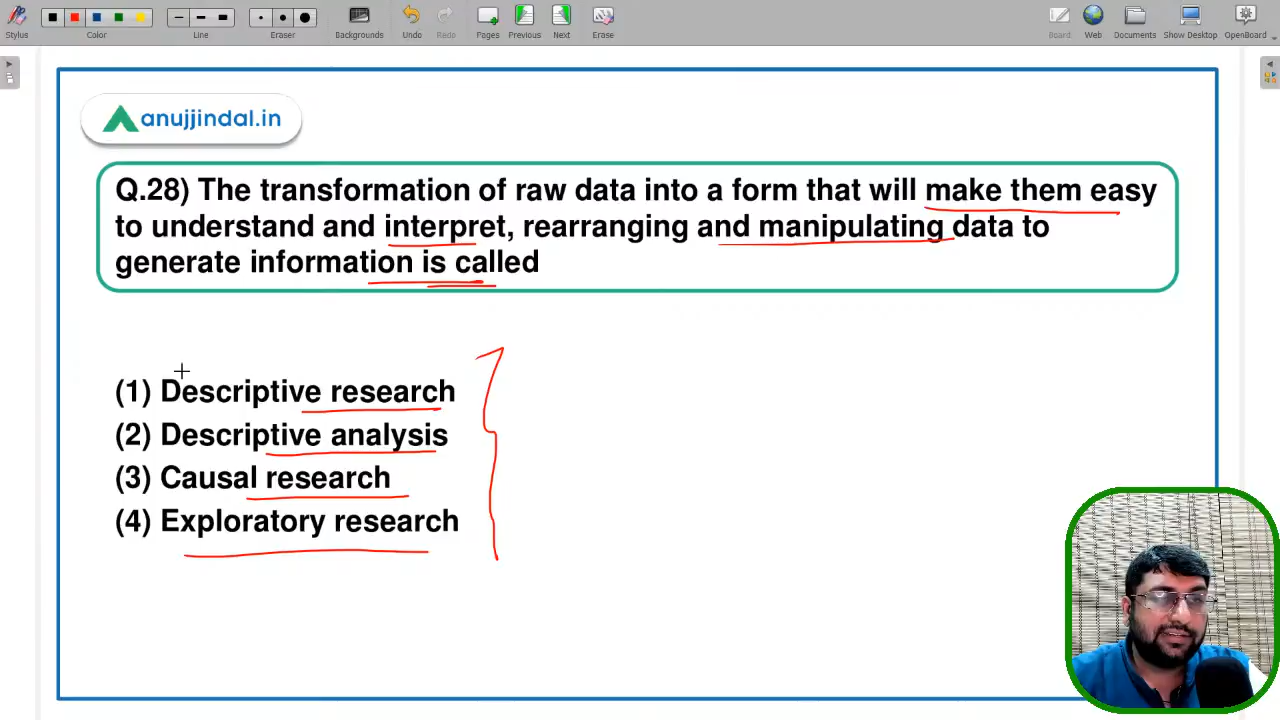 Stylus
Color
Line
Eraser
Backgrounds
Undo
Redo
Pages
Previous
Next
Erase
Board
Web
Documents
Show Desktop
OpenBoard
anujjindal.in
Q.28) The transformation of raw data into a form that will make them easy
to understand and interpret, rearranging and manipulating data to
generate information is called
(1) Descriptive research
(2) Descriptive analysis
(3) Causal research
(4) Exploratory research